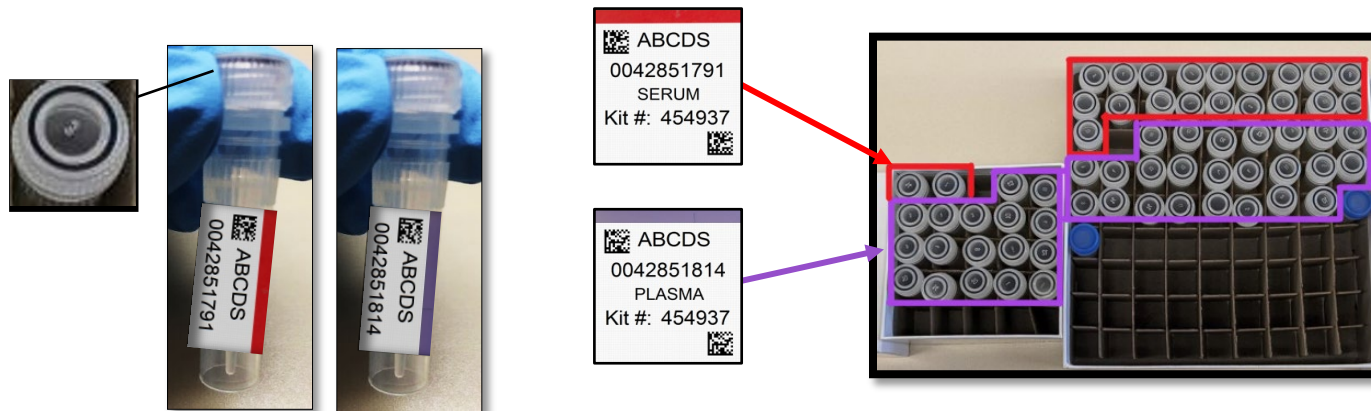 ABCDS
0042851791
ABCDS
0042851814
ABCDS
0042851791
SERUM
Kit #: 454937
ABCDS
0042851814
PLASMA
Kit #: 454937